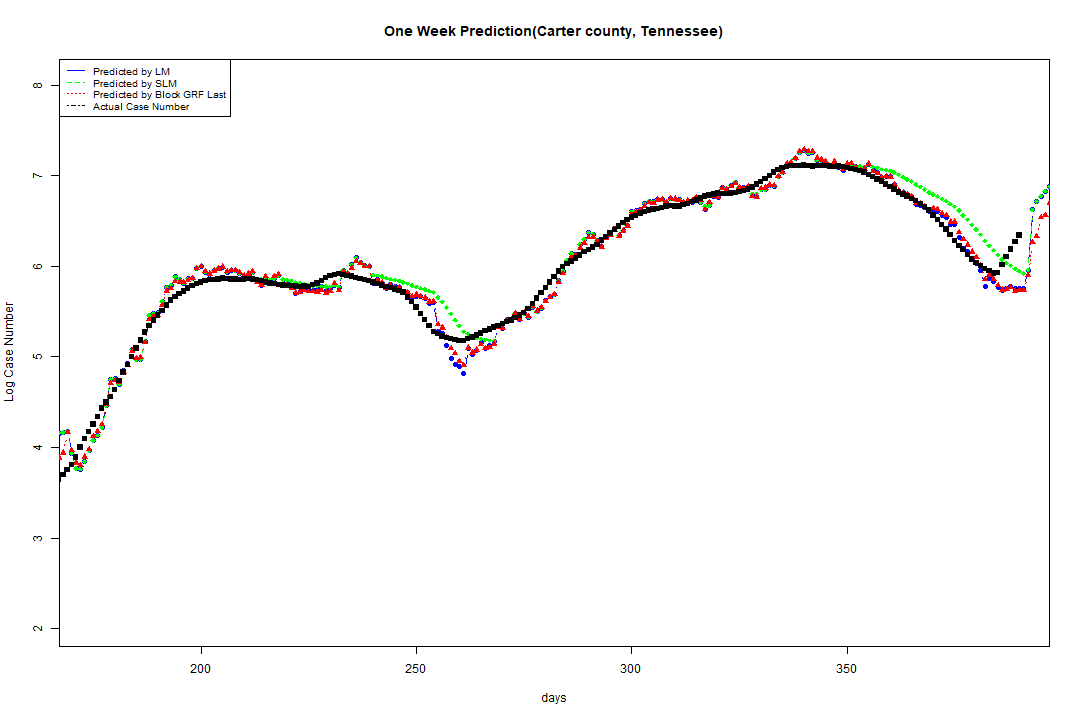 One Week Prediction(Carter county, Tennessee)
Predicted by LM
Predicted by SLM
Predicted by Block GRF Last
Actual Case Number
8
7
6
5
4
3
2
Log Case Number
200 250 300 350
days